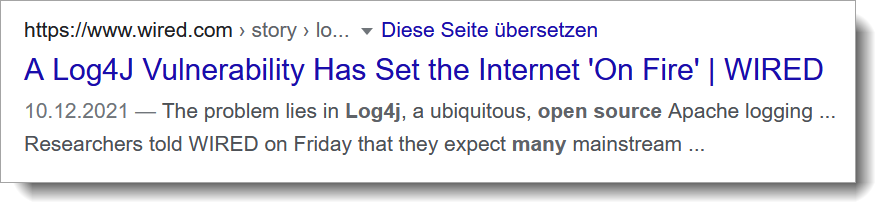 https://www.wired.com › story › lo... Diese Seite übersetzen
A Log4J Vulnerability Has Set the Internet 'On Fire' | WIRED
10.12.2021 — The problem lies in Log4j, a ubiquitous, open source Apache logging ...
Researchers told WIRED on Friday that they expect many mainstream ...